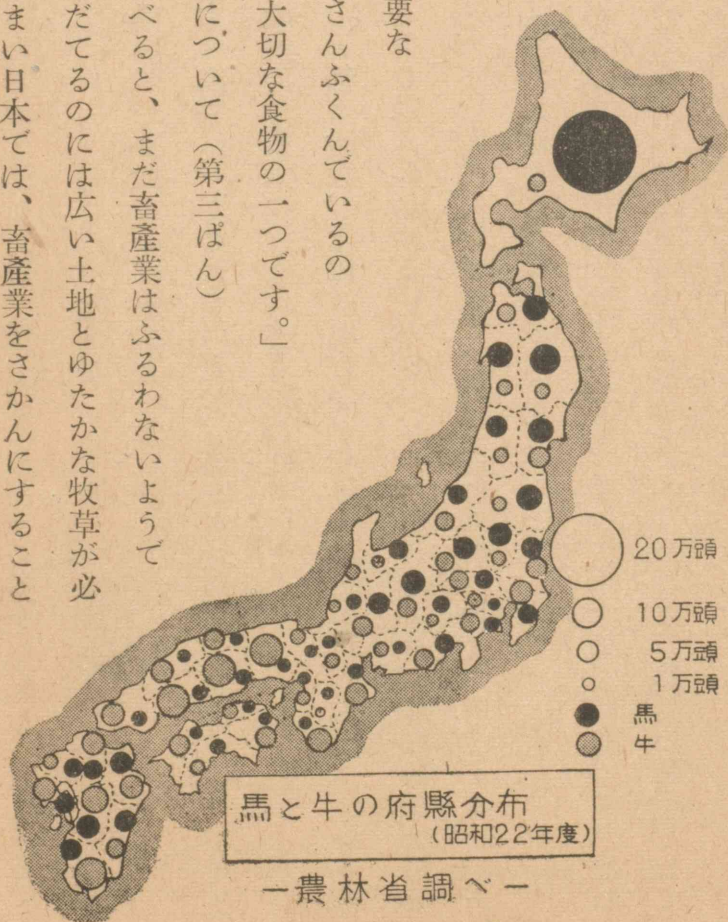 要な
さんふくんでいるの
大切な食物の一つです。」
について（第三ぱん）
べると、まだ畜產業はふるわないようで
だてるのには広い土地とゆたかな牧草が必
まい日本では、畜產業をさかんにすること
20万頭
10万頭
5万頭
1万頭
馬
牛
馬と牛の府縣分布
（昭和22年度）
ー農林省調べー